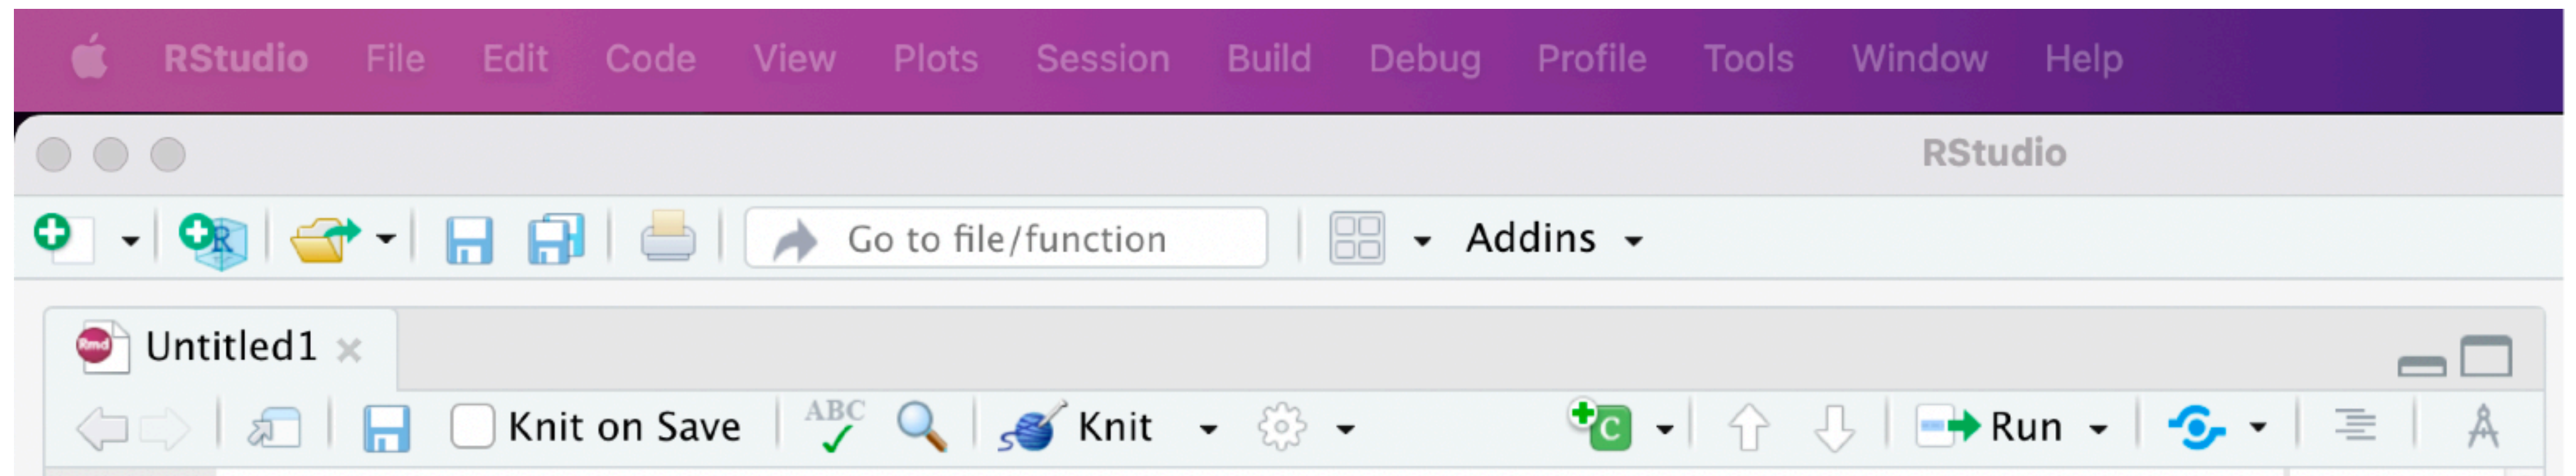 RStudio File Edit Code View Plots Session Build Debug Profile Tools Window Help
RStudio
R Go to file/function Addins
Rmd Untitled1
Knit on Save ABC Knit C Run